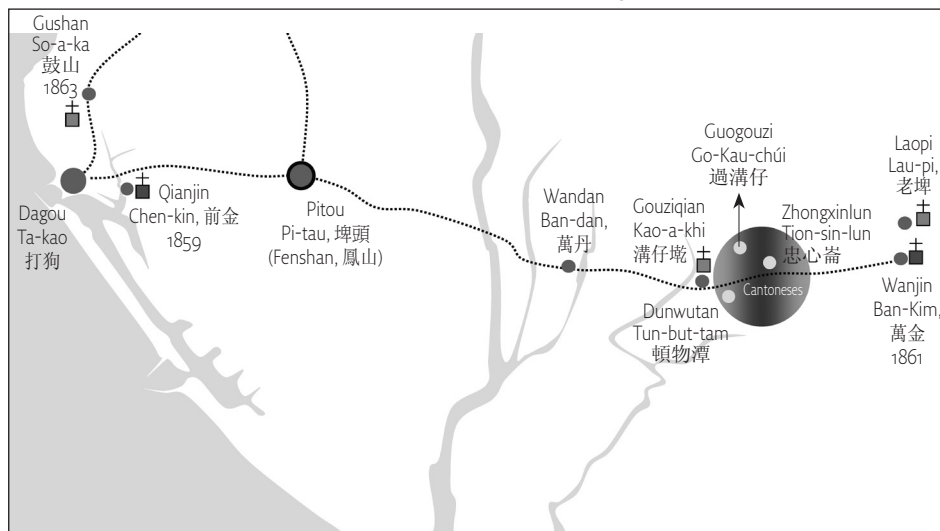 Gushan
So-a-ka
鼓山
1863
Dagou
Ta-kao
打狗
Qianjin
Chen-kin, 前金
1859
Pitou
Pi-tau, 埤頭
(Fenshan, 鳳山)
Wandan
Ban-dan,
萬丹
Gouziqian
Kao-a-khi
溝仔墘
Guogouzi
Go-Kau-chúi
過溝仔
Dunwutan
Tun-but-tam
頓物潭
Zhongxinlun
Tion-sin-lun
忠心崙
Cantoneses
Laopi
Lau-pi,
老埤
Wanjin
Ban-Kim,
萬金
1861